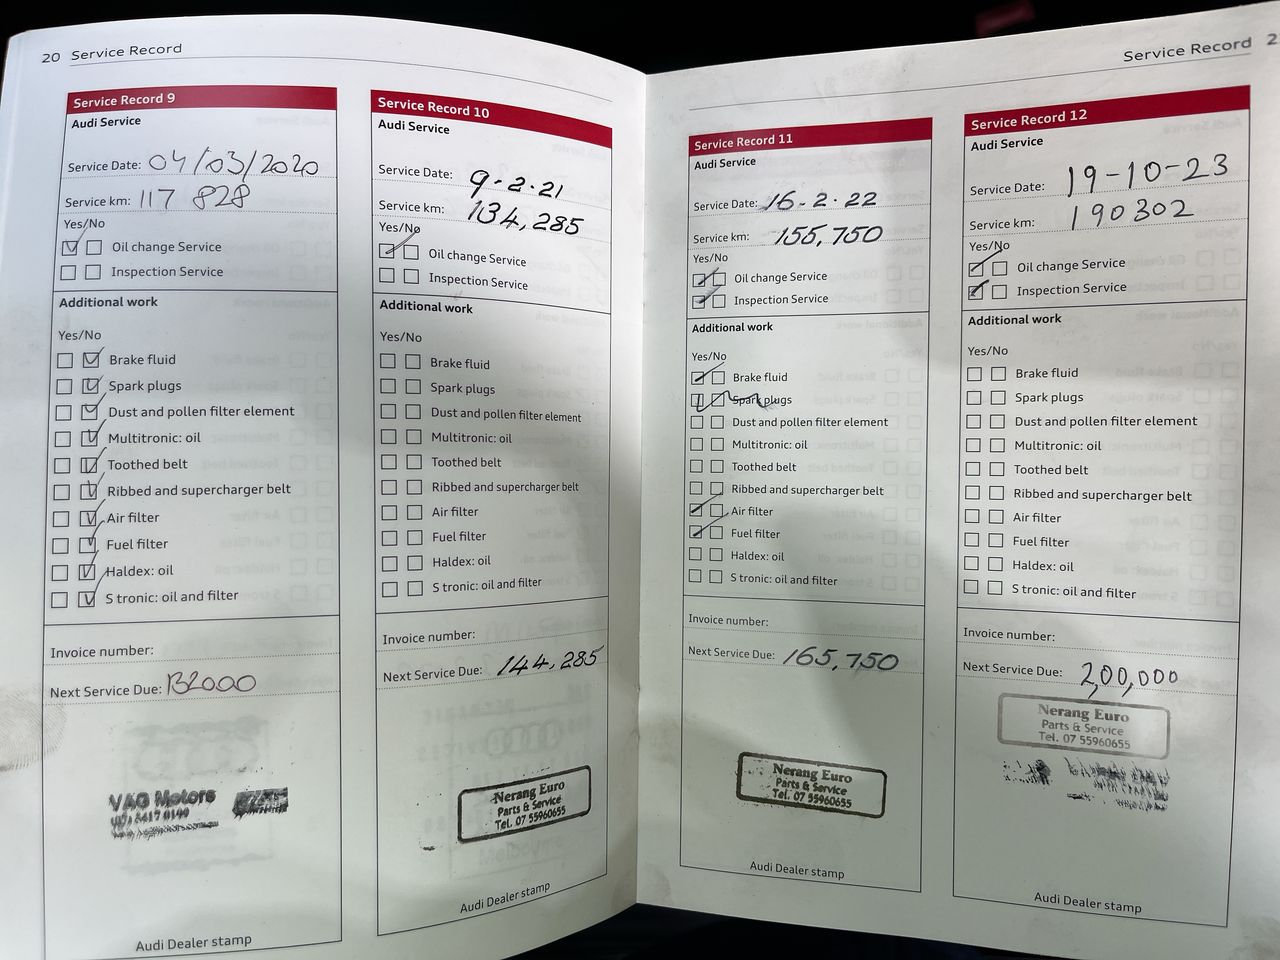 20 Service Record
Service Record 9
Audi Service
Service Date: 04/03/2020
Service km: 117 828
Yes/No
Oil change Service
Inspection Service
Additional work
Yes/No
Brake fluid
Spark plugs
Dust and pollen filter element
Multitronic: oil
Toothed belt
Ribbed and supercharger belt
Air filter
Fuel filter
Haldex: oil
S tronic: oil and filter
Invoice number:
Next Service Due: 132000
VAG Motors
Audi Dealer stamp
Service Record 10
Audi Service
Service Date: 9-2-21
Service km: 134,285
Yes/No
Oil change Service
Inspection Service
Additional work
Yes/No
Brake fluid
Spark plugs
Dust and pollen filter element
Multitronic: oil
Toothed belt
Ribbed and supercharger belt
Air filter
Fuel filter
Haldex: oil
S tronic: oil and filter
Invoice number:
Next Service Due: 144,285
Nerang Euro
Parts & Service
Tel. 07 55960655
Audi Dealer stamp
Service Record
Service Record 11
Audi Service
Service Date: 16-2-22
Service km: 155,750
Yes/No
Oil change Service
Inspection Service
Additional work
Yes/No
Brake fluid
Spark plugs
Dust and pollen filter element
Multitronic: oil
Toothed belt
Ribbed and supercharger belt
Air filter
Fuel filter
Haldex: oil
S tronic: oil and filter
Invoice number:
Next Service Due: 165,750
Nerang Euro
Parts & Service
Tel. 07 55960655
Audi Dealer stamp
Service Record 12
Audi Service
Service Date: 19-10-23
Service km: 190302
Yes/No
Oil change Service
Inspection Service
Additional work
Yes/No
Brake fluid
Spark plugs
Dust and pollen filter element
Multitronic: oil
Toothed belt
Ribbed and supercharger belt
Air filter
Fuel filter
Haldex: oil
S tronic: oil and filter
Invoice number:
Next Service Due: 200,000
Nerang Euro
Parts & Service
Tel. 07 55960655
Audi Dealer stamp